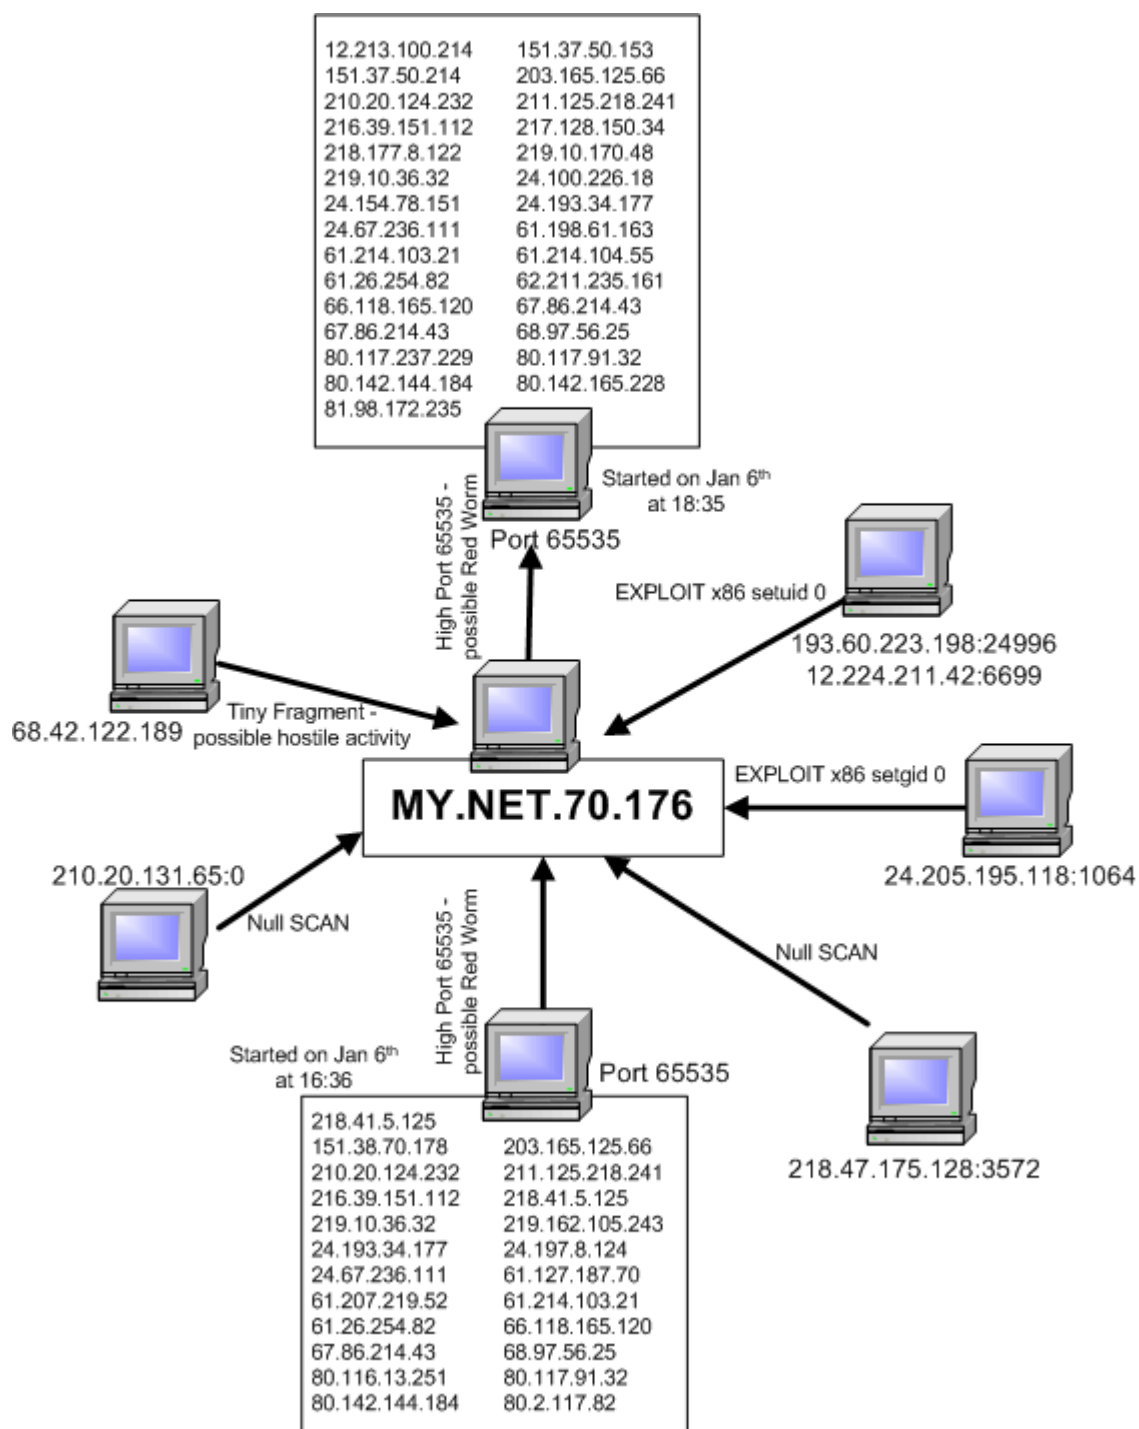 12.213.100.214 151.37.50.153
151.37.50.214 203.165.125.66
210.20.124.232 211.125.218.241
216.39.151.112 217.128.150.34
218.177.8.122 219.10.170.48
219.10.36.32 24.100.226.18
24.154.78.151 24.193.34.177
24.67.236.111 61.198.61.163
61.214.103.21 61.214.104.55
61.26.254.82 62.211.235.161
66.118.165.120 67.86.214.43
67.86.214.43 68.97.56.25
80.117.237.229 80.117.91.32
80.142.144.184 80.142.165.228
81.98.172.235
High Port 65535 -
possible Red Worm
Started on Jan 6th
at 18:35
Port 65535
EXPLOIT x86 setuid 0
193.60.223.198:24996
12.224.211.42:6699
68.42.122.189
Tiny Fragment -
possible hostile activity
EXPLOIT x86 setgid 0
MY.NET.70.176
24.205.195.118:1064
210.20.131.65:0
Null SCAN
High Port 65535 -
possible Red Worm
Null SCAN
218.47.175.128:3572
Started on Jan 6th
at 16:36
Port 65535
218.41.5.125
151.38.70.178 203.165.125.66
210.20.124.232 211.125.218.241
216.39.151.112 218.41.5.125
219.10.36.32 219.162.105.243
24.193.34.177 24.197.8.124
24.67.236.111 61.127.187.70
61.207.219.52 61.214.103.21
61.26.254.82 66.118.165.120
67.86.214.43 68.97.56.25
80.116.13.251 80.117.91.32
80.142.144.184 80.2.117.82